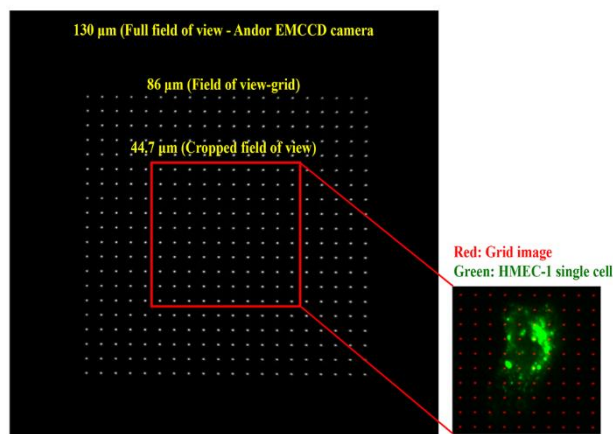 130 µm (Full field of view - Andor EMCCD camera
86 µm (Field of view-grid)
44.7 µm (Cropped field of view)
Red: Grid image
Green: HMEC-1 single cell